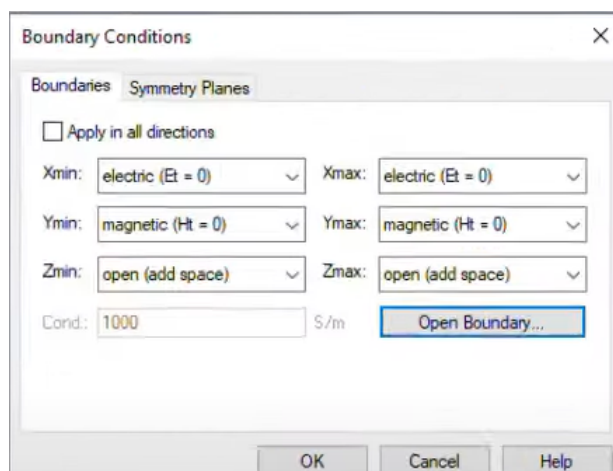 Boundary Conditions
Boundaries Symmetry Planes
Apply in all directions
Xmin: electric (Et = 0) Xmax: electric (Et = 0)
Ymin: magnetic (Ht = 0) Ymax: magnetic (Ht = 0)
Zmin: open (add space) Zmax: open (add space)
Cond.: 1000 S/m Open Boundary...
OK Cancel Help